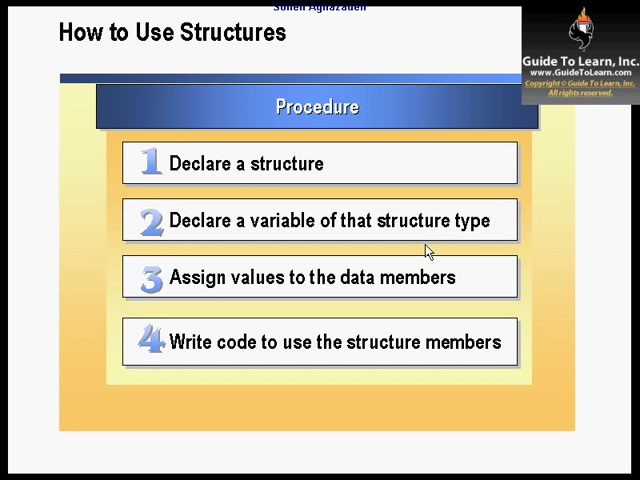 Soheil Aghazadeh
How to Use Structures
Guide To Learn, Inc.
www.GuideToLearn.com
Copyright © Guide To Learn, Inc.
All rights reserved.
Procedure
1 Declare a structure
2 Declare a variable of that structure type
3 Assign values to the data members
4 Write code to use the structure members